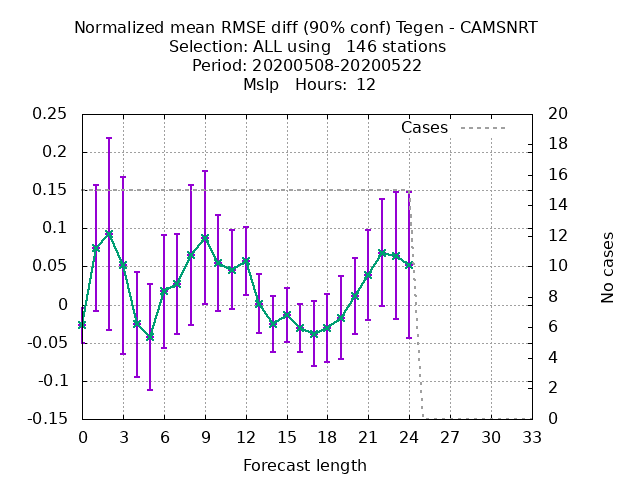 Normalized mean RMSE diff (90% conf) Tegen - CAMSNRT
Selection: ALL using   146 stations
Period: 20200508-20200522
Mslp   Hours:  12
Cases
0.25
0.2
0.15
0.1
0.05
0
-0.05
-0.1
-0.15
20
18
16
14
12
10
8
6
4
2
0
No cases
0 3 6 9 12 15 18 21 24 27 30 33
Forecast length